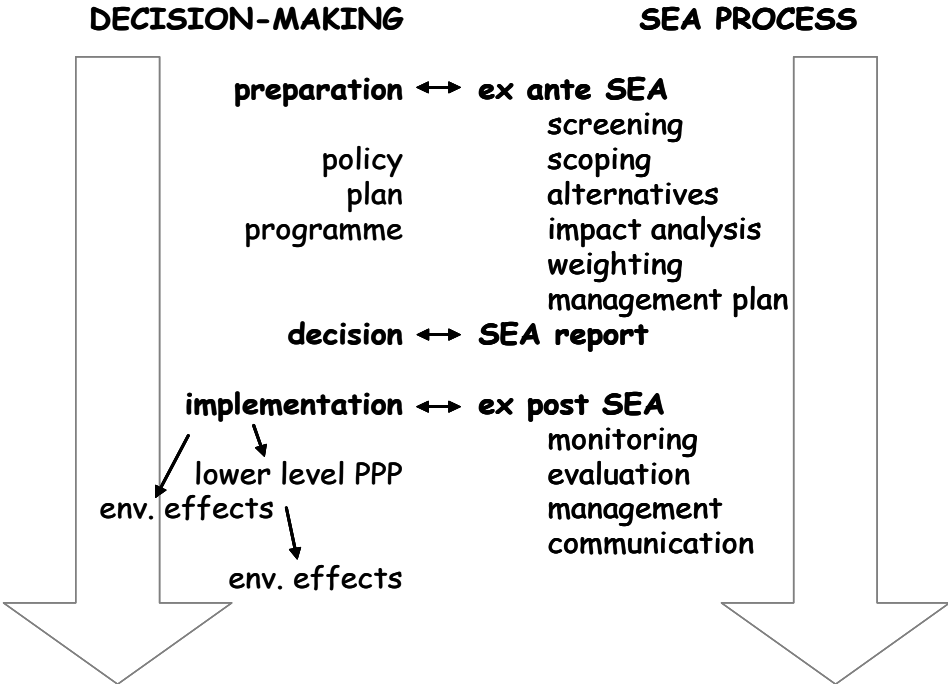 DECISION-MAKING SEA PROCESS
preparation ex ante SEA
screening
policy scoping
plan alternatives
programme impact analysis
weighting
management plan
decision SEA report
implementation ex post SEA
monitoring
lower level PPP evaluation
env. effects management
communication
env. effects